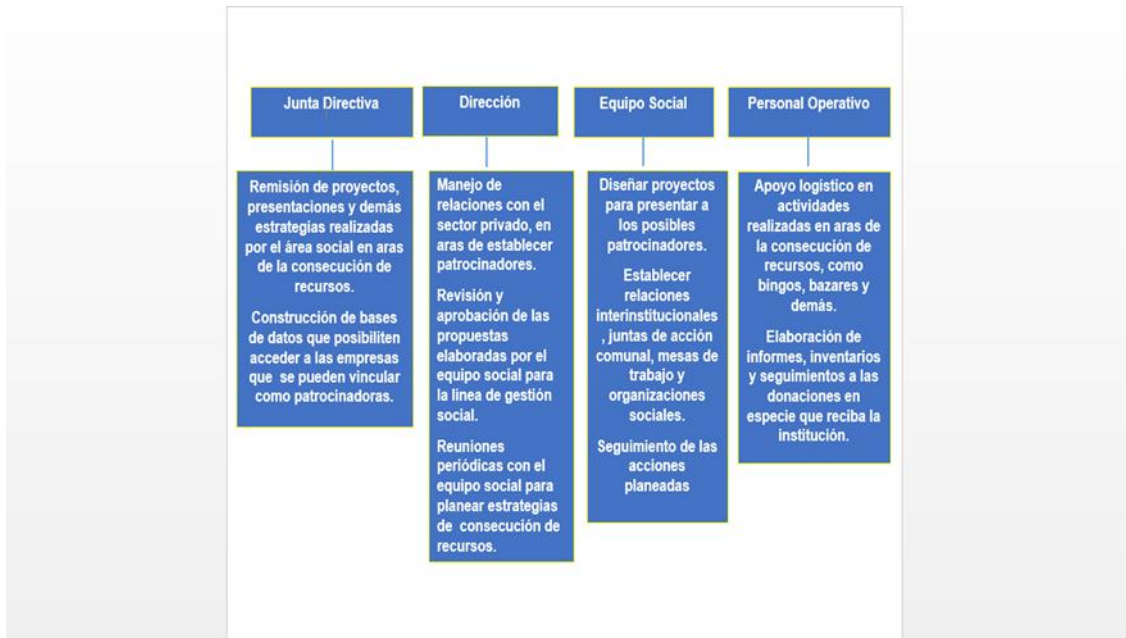 Junta Directiva
Remisión de proyectos,
presentaciones y demás
estrategias realizadas
por el área social en aras
de la consecución de
recursos.
Construcción de bases
de datos que posibiliten
acceder a las empresas
que se pueden vincular
como patrocinadoras.
Dirección
Manejo de
relaciones con el
sector privado, en
aras de establecer
patrocinadores.
Revisión y
aprobación de las
propuestas
elaboradas por el
equipo social para
la línea de gestión
social.
Reuniones
periódicas con el
equipo social para
planear estrategias
de consecución de
recursos.
Equipo Social
Diseñar proyectos
para presentar a
los posibles
patrocinadores.
Establecer
relaciones
interinstitucionales
, juntas de acción
comunal, mesas de
trabajo y
organizaciones
sociales.
Seguimiento de las
acciones
planeadas
Personal Operativo
Apoyo logístico en
actividades
realizadas en aras de
la consecución de
recursos, como
bingos, bazares y
demás.
Elaboración de
informes, inventarios
y seguimientos a las
donaciones en
especie que reciba la
institución.